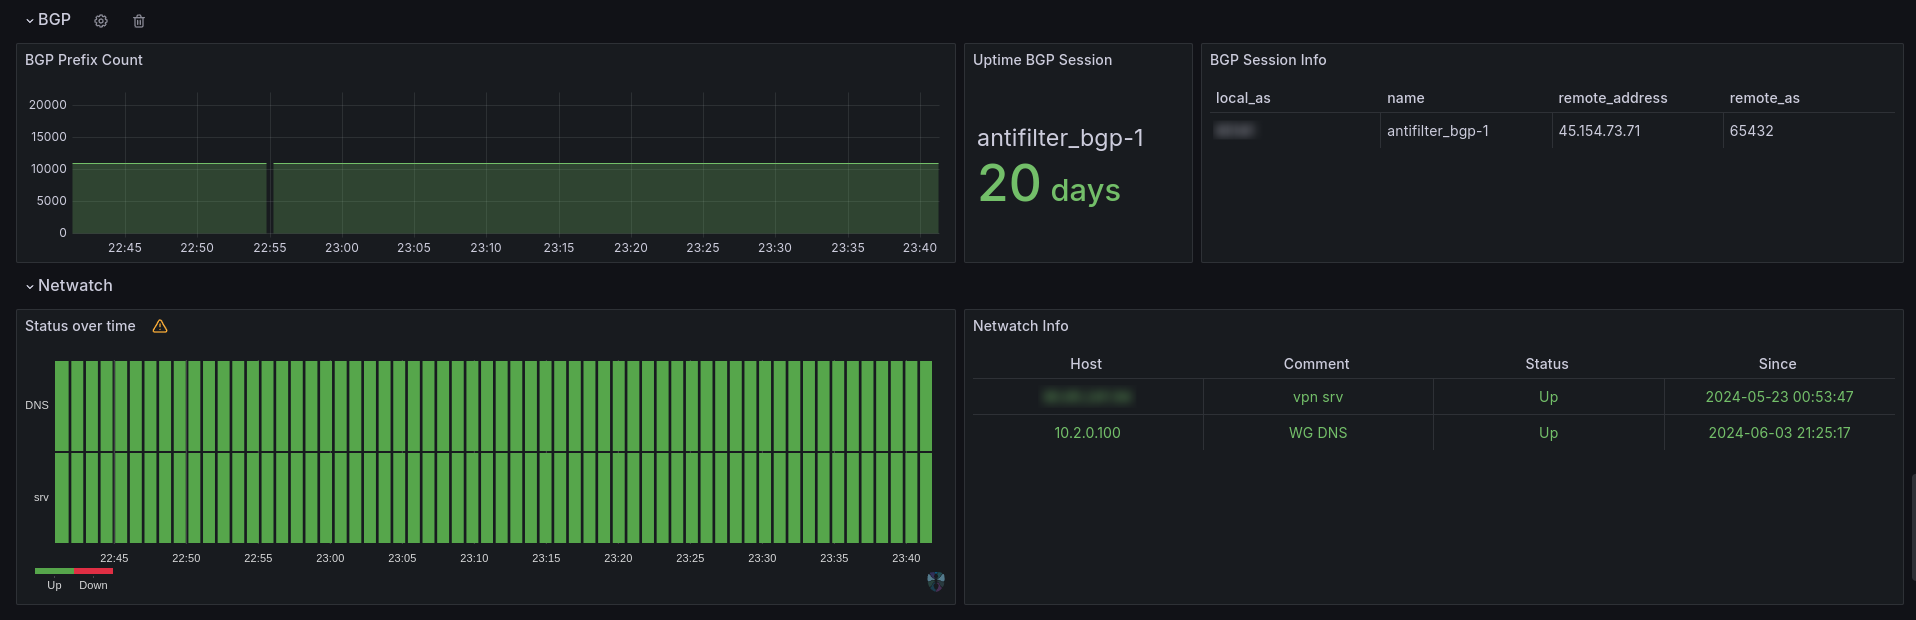 BGP
BGP Prefix Count
20000
15000
10000
5000
0
22:45 22:50 22:55 23:00 23:05 23:10 23:15 23:20 23:25 23:30 23:35 23:40
Uptime BGP Session
antifilter_bgp-1
20 days
BGP Session Info
local_as name remote_address remote_as
antifilter_bgp-1 45.154.73.71 65432
Netwatch
Status over time
DNS
srv
22:45 22:50 22:55 23:00 23:05 23:10 23:15 23:20 23:25 23:30 23:35 23:40
Up Down
Netwatch Info
Host Comment Status Since
vpn srv Up 2024-05-23 00:53:47
10.2.0.100 WG DNS Up 2024-06-03 21:25:17